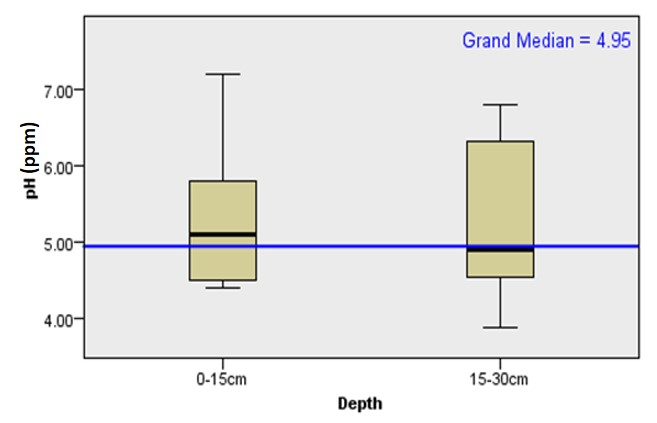 Grand Median = 4.95
7.00
6.00
5.00
4.00
pH (ppm)
0-15cm
15-30cm
Depth